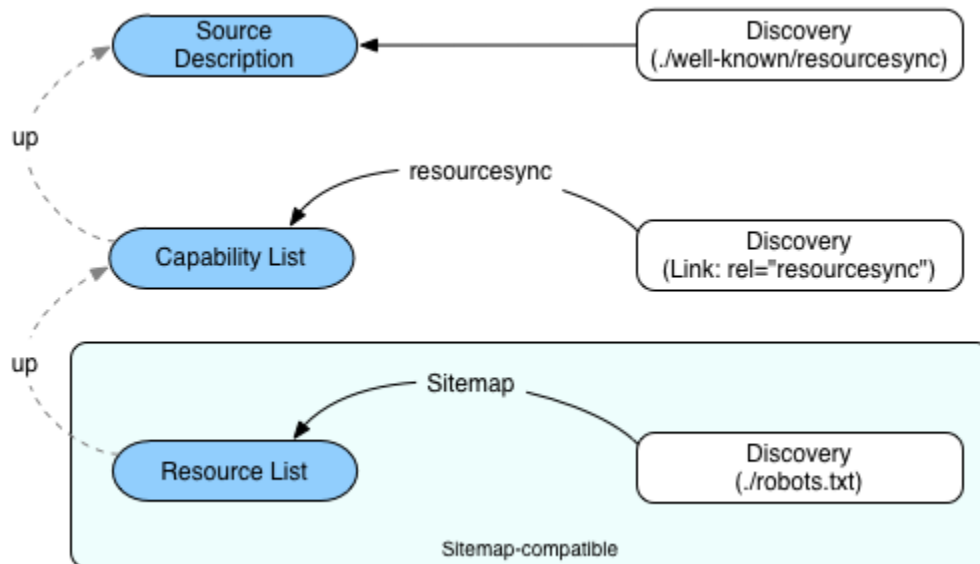 Source
Description
Discovery
(./well-known/resourcesync)
up
resourcesync
Capability List
Discovery
(Link: rel="resourcesync")
up
Sitemap
Resource List
Discovery
(./robots.txt)
Sitemap-compatible